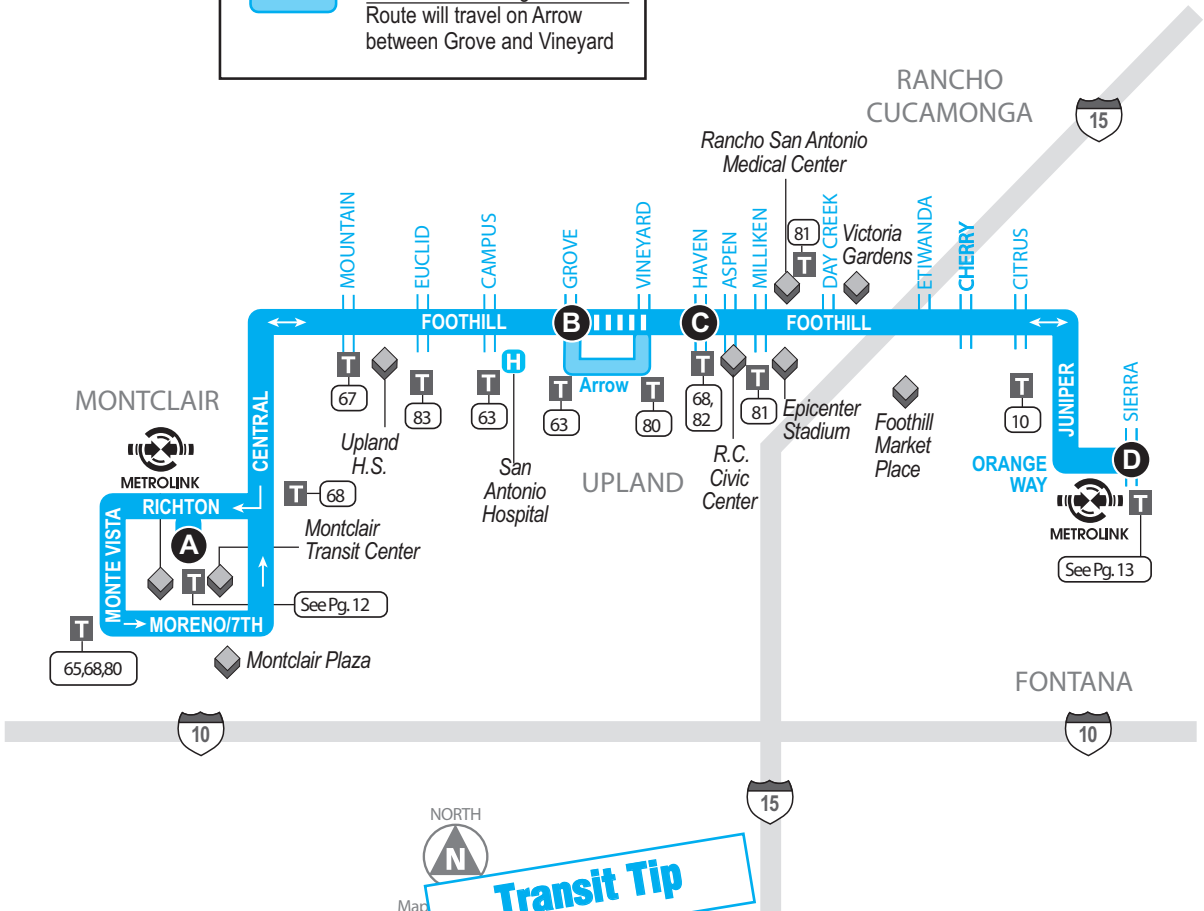 Route will travel on Arrow
between Grove and Vineyard
RANCHO
CUCAMONGA
15
Rancho San Antonio
Medical Center
MOUNTAIN
EUCLID
CAMPUS
GROVE
VINEYARD
HAVEN
ASPEN
MILLIKEN
81
T
DAY CREEK
Victoria
Gardens
ETIWANDA
CHERRY
CITRUS
FOOTHILL
B
C
FOOTHILL
Arrow
T
67
Upland
H.S.
T
83
T
63
H
San
Antonio
Hospital
T
63
T
80
UPLAND
T
68,
82
R.C.
Civic
Center
T
81
Epicenter
Stadium
Foothill
Market
Place
T
10
JUNIPER
SIERRA
ORANGE
WAY
D
METROLINK
T
See Pg. 13
MONTCLAIR
METROLINK
CENTRAL
RICHTON
T
68
Montclair
Transit Center
MONTE VISTA
A
T
See Pg. 12
MORENO/7TH
T
65,68,80
Montclair Plaza
FONTANA
10
10
15
NORTH
N
Map
Transit Tip